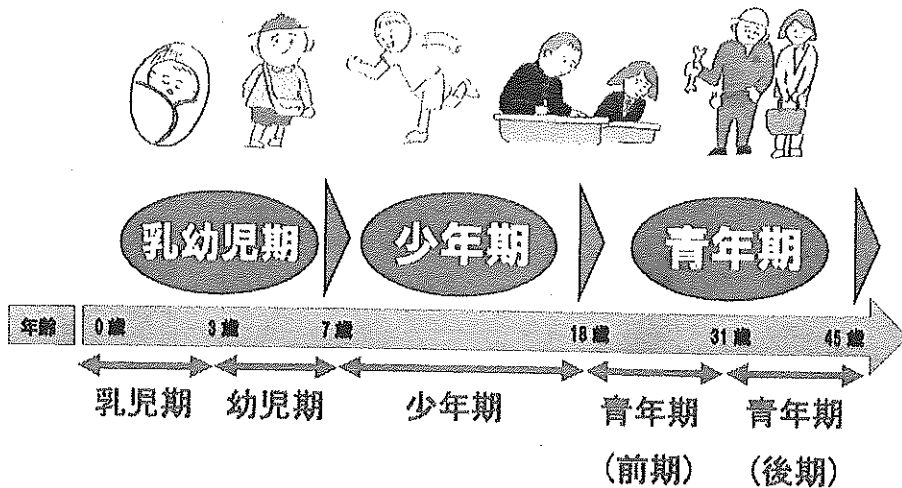 乳幼児期 少年期 青年期
年齢 0歳 3歳 7歳 18歳 31歳 45歳
乳児期 幼児期 少年期 青年期 青年期
(前期) (後期)